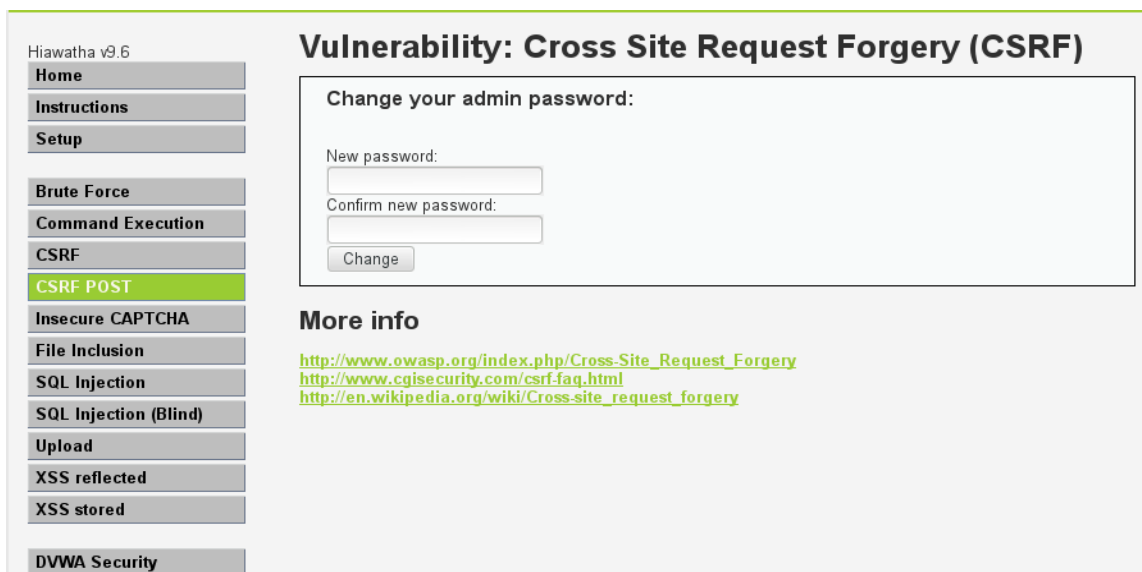 Hiawatha v9.6
Home
Instructions
Setup
Brute Force
Command Execution
CSRF
CSRF POST
Insecure CAPTCHA
File Inclusion
SQL Injection
SQL Injection (Blind)
Upload
XSS reflected
XSS stored
DVWA Security
Vulnerability: Cross Site Request Forgery (CSRF)
Change your admin password:
New password:
Confirm new password:
Change
More info
http://www.owasp.org/index.php/Cross-Site_Request_Forgery
http://www.cgisecurity.com/csrf-faq.html
http://en.wikipedia.org/wiki/Cross-site_request_forgery